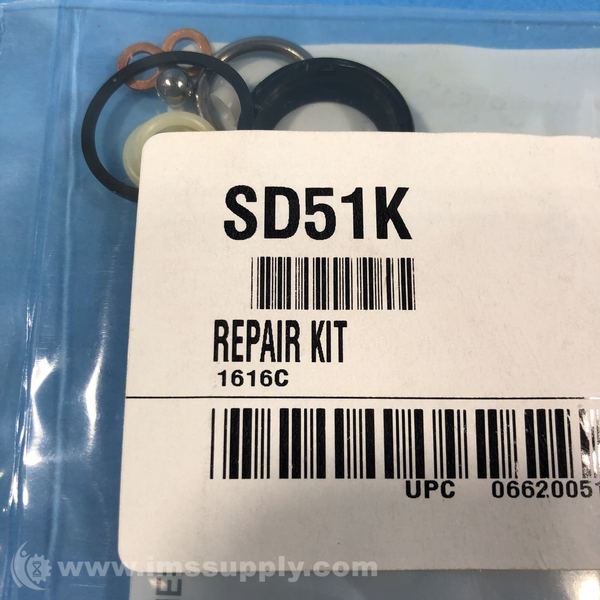 SD51K
REPAIR KIT
1616C
UPC 06620051
www.imssupply.com
E